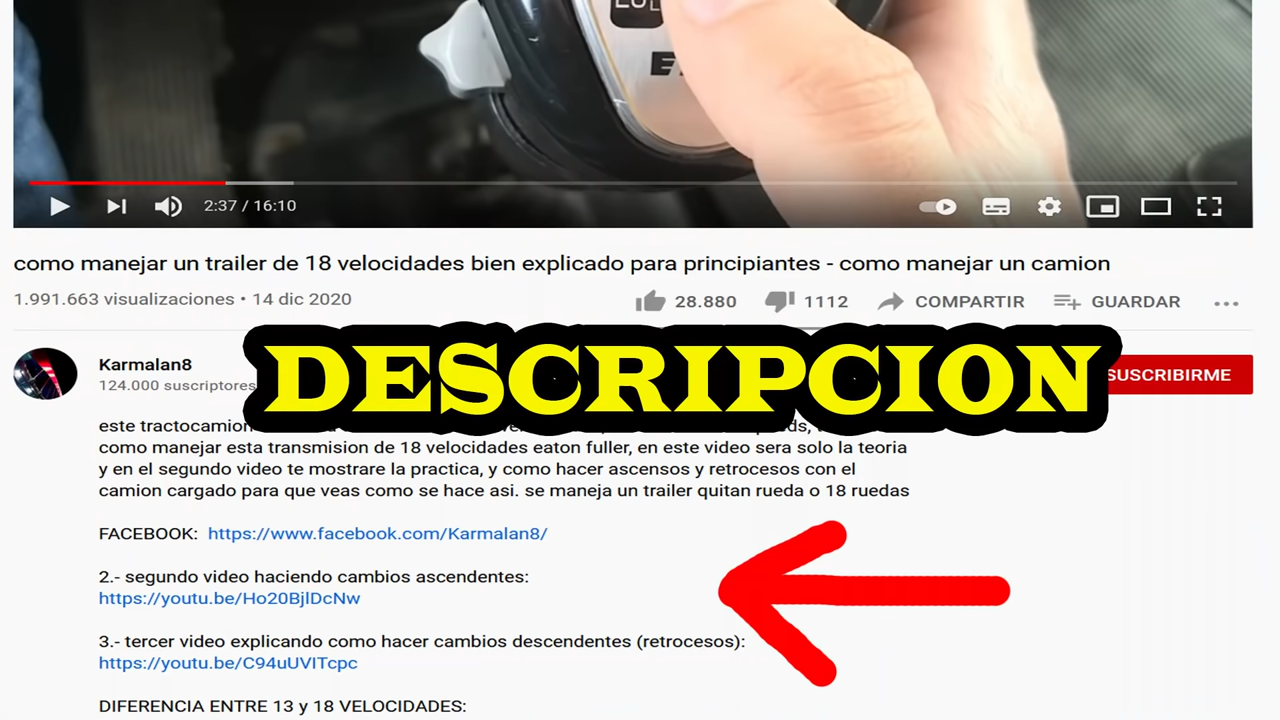 2:37 / 16:10
como manejar un trailer de 18 velocidades bien explicado para principiantes - como manejar un camion
1.991.663 visualizaciones • 14 dic 2020
28.880 1112 COMPARTIR GUARDAR
Karmalan8
DESCRIPCION
124.000 suscriptores
SUSCRIBIRME
este tractocamion
como manejar esta transmision de 18 velocidades eaton fuller, en este video sera solo la teoria
y en el segundo video te mostrare la practica, y como hacer ascensos y retrocesos con el
camion cargado para que veas como se hace asi. se maneja un trailer quitan rueda o 18 ruedas
FACEBOOK: https://www.facebook.com/Karmalan8/
2.- segundo video haciendo cambios ascendentes:
https://youtu.be/Ho20BjlDcNw
3.- tercer video explicando como hacer cambios descendentes (retrocesos):
https://youtu.be/C94uUVITcpc
DIFERENCIA ENTRE 13 y 18 VELOCIDADES: